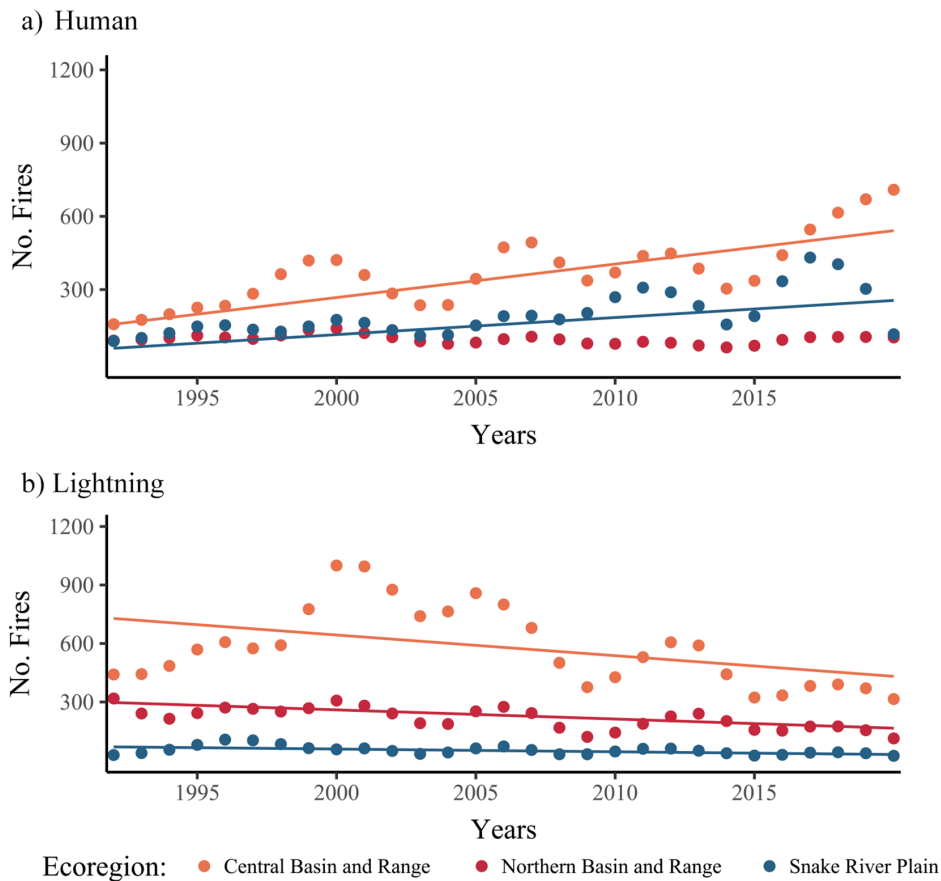 a) Human
1200
900
600
300
No. Fires
1995 2000 2005 2010 2015
Years
b) Lightning
1200
900
600
300
No. Fires
1995 2000 2005 2010 2015
Years
Ecoregion: Central Basin and Range Northern Basin and Range Snake River Plain